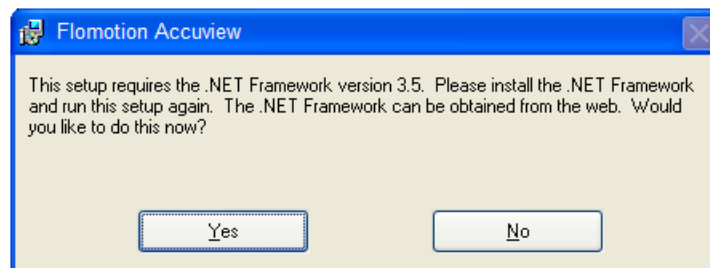 Flomotion Accuview
This setup requires the .NET Framework version 3.5.  Please install the .NET Framework
and run this setup again.  The .NET Framework can be obtained from the web.  Would
you like to do this now?
Yes
No